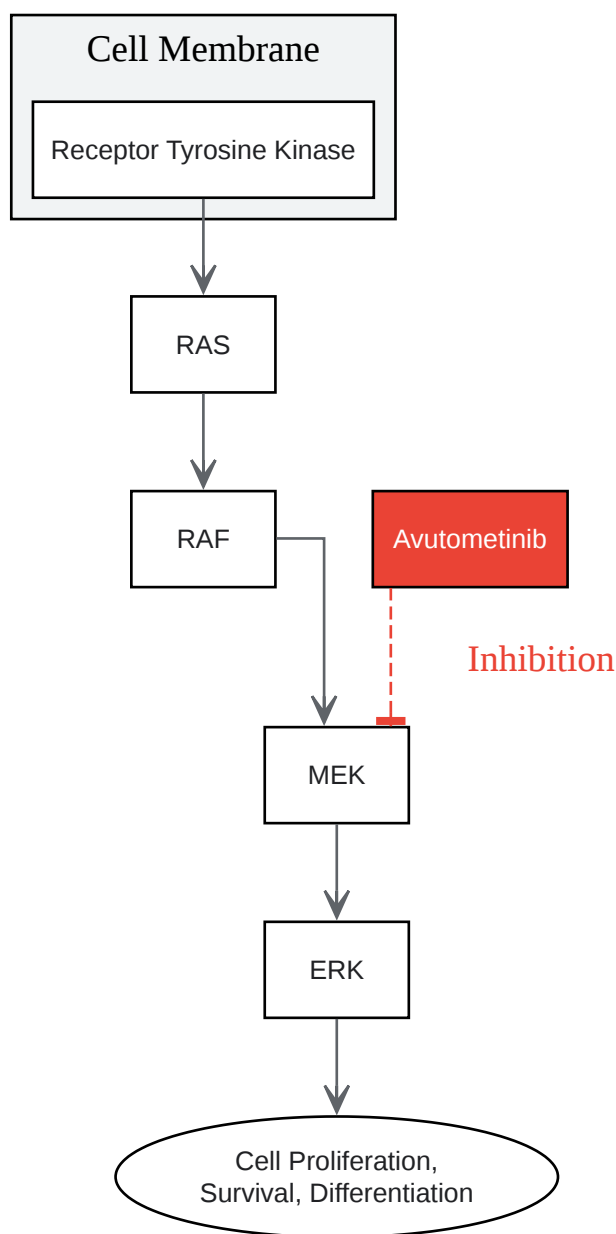 Cell Membrane
Receptor Tyrosine Kinase
RAS
RAF
Avutometinib
Inhibition
MEK
ERK
Cell Proliferation,
Survival, Differentiation